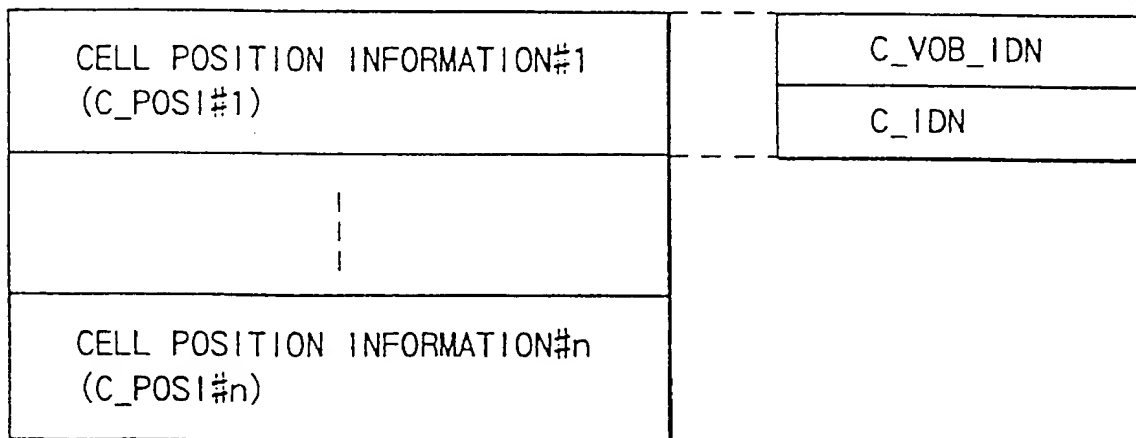 CELL POSITION INFORMATION#1
(C_POSI#1)
C_VOB_IDN
C_IDN
CELL POSITION INFORMATION#n
(C_POSI#n)